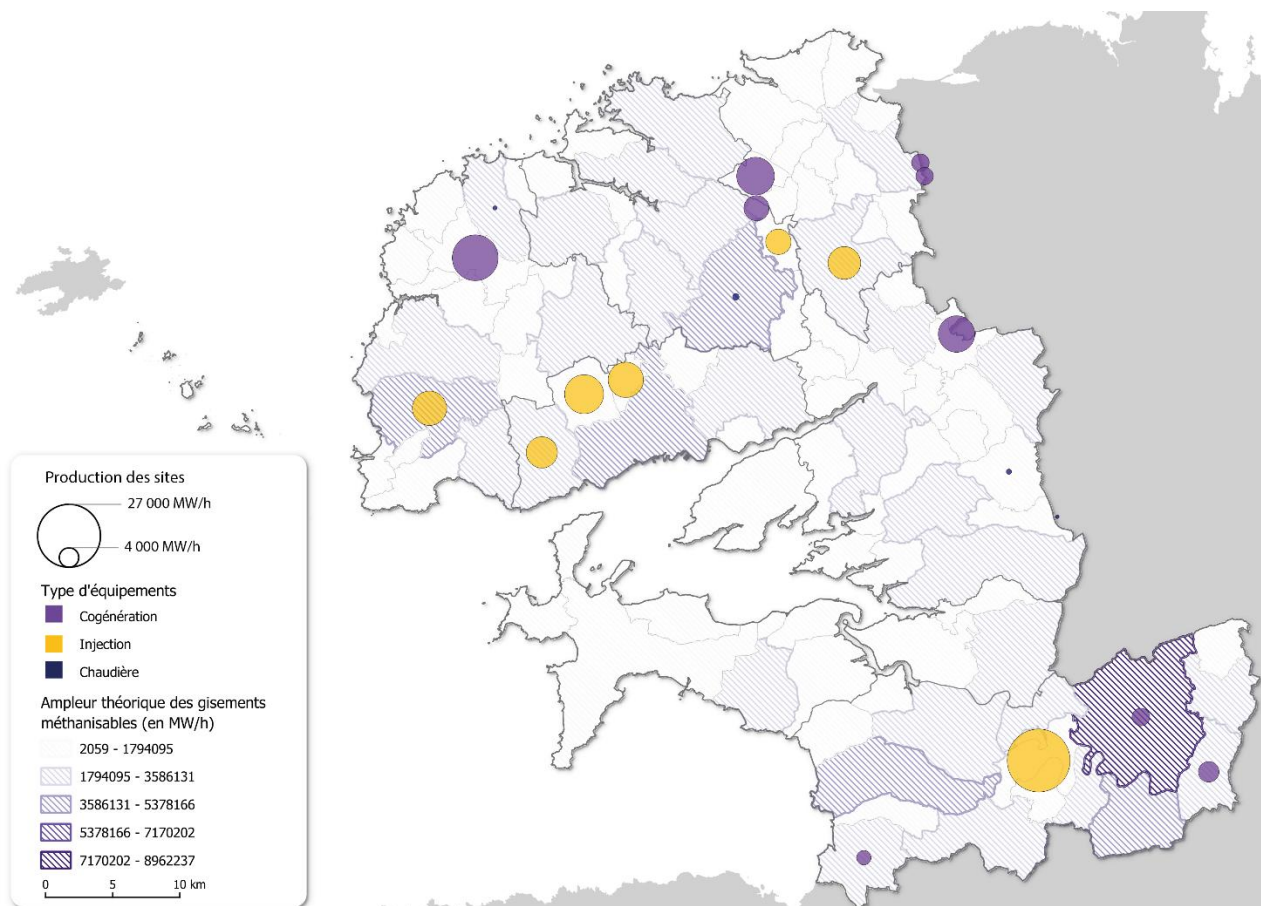 Production des sites
27 000 MW/h
4 000 MW/h
Type d'équipements
Cogénération
Injection
Chaudière
Ampleur théorique des gisements
méthanisables (en MW/h)
2059 - 1794095
1794095 - 3586131
3586131 - 5378166
5378166 - 7170202
7170202 - 8962237
0 5 10 km